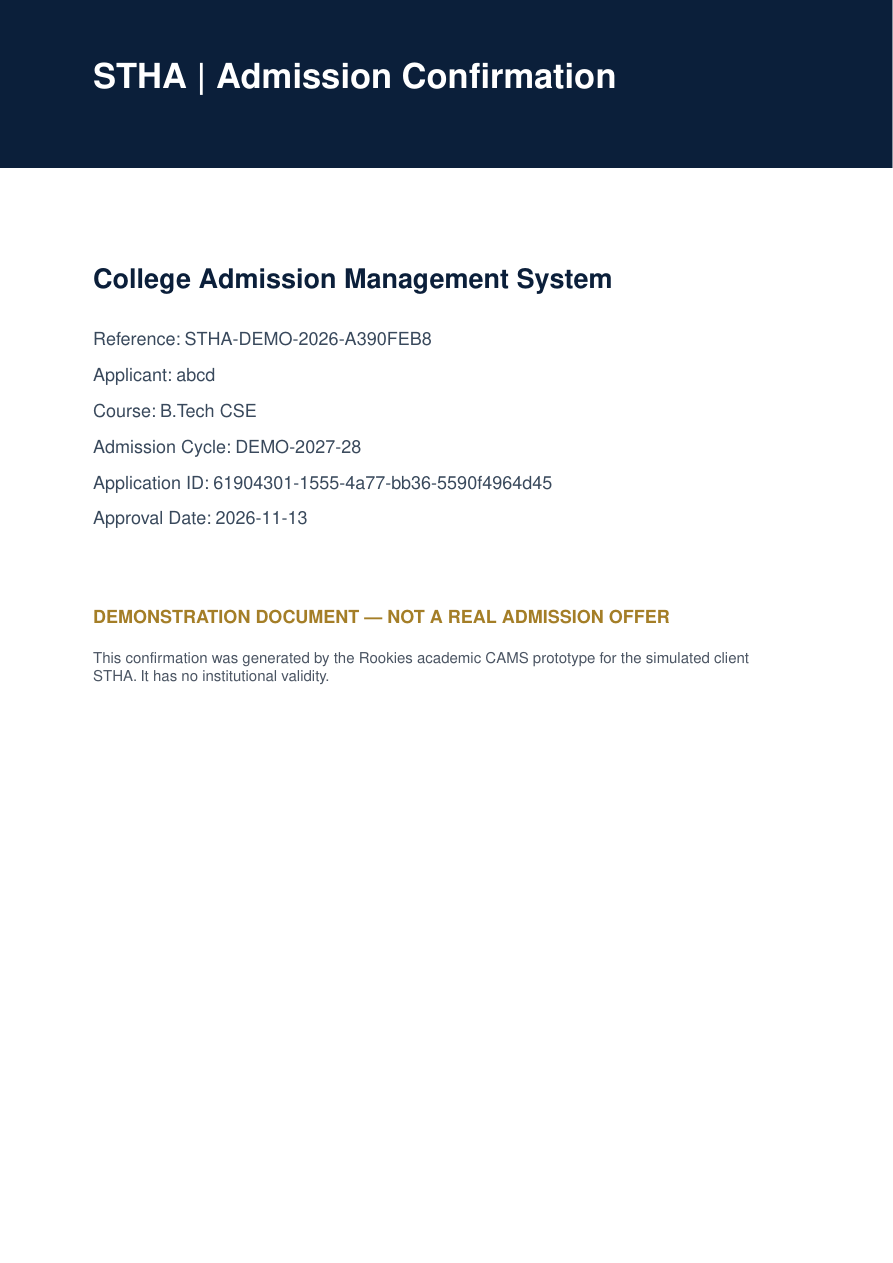 STHA | Admission Confirmation
College Admission Management System
Reference: STHA-DEMO-2026-A390FEB8
Applicant: abcd
Course: B.Tech CSE
Admission Cycle: DEMO-2027-28
Application ID: 61904301-1555-4a77-bb36-5590f4964d45
Approval Date: 2026-11-13
DEMONSTRATION DOCUMENT — NOT A REAL ADMISSION OFFER
This confirmation was generated by the Rookies academic CAMS prototype for the simulated client
STHA. It has no institutional validity.